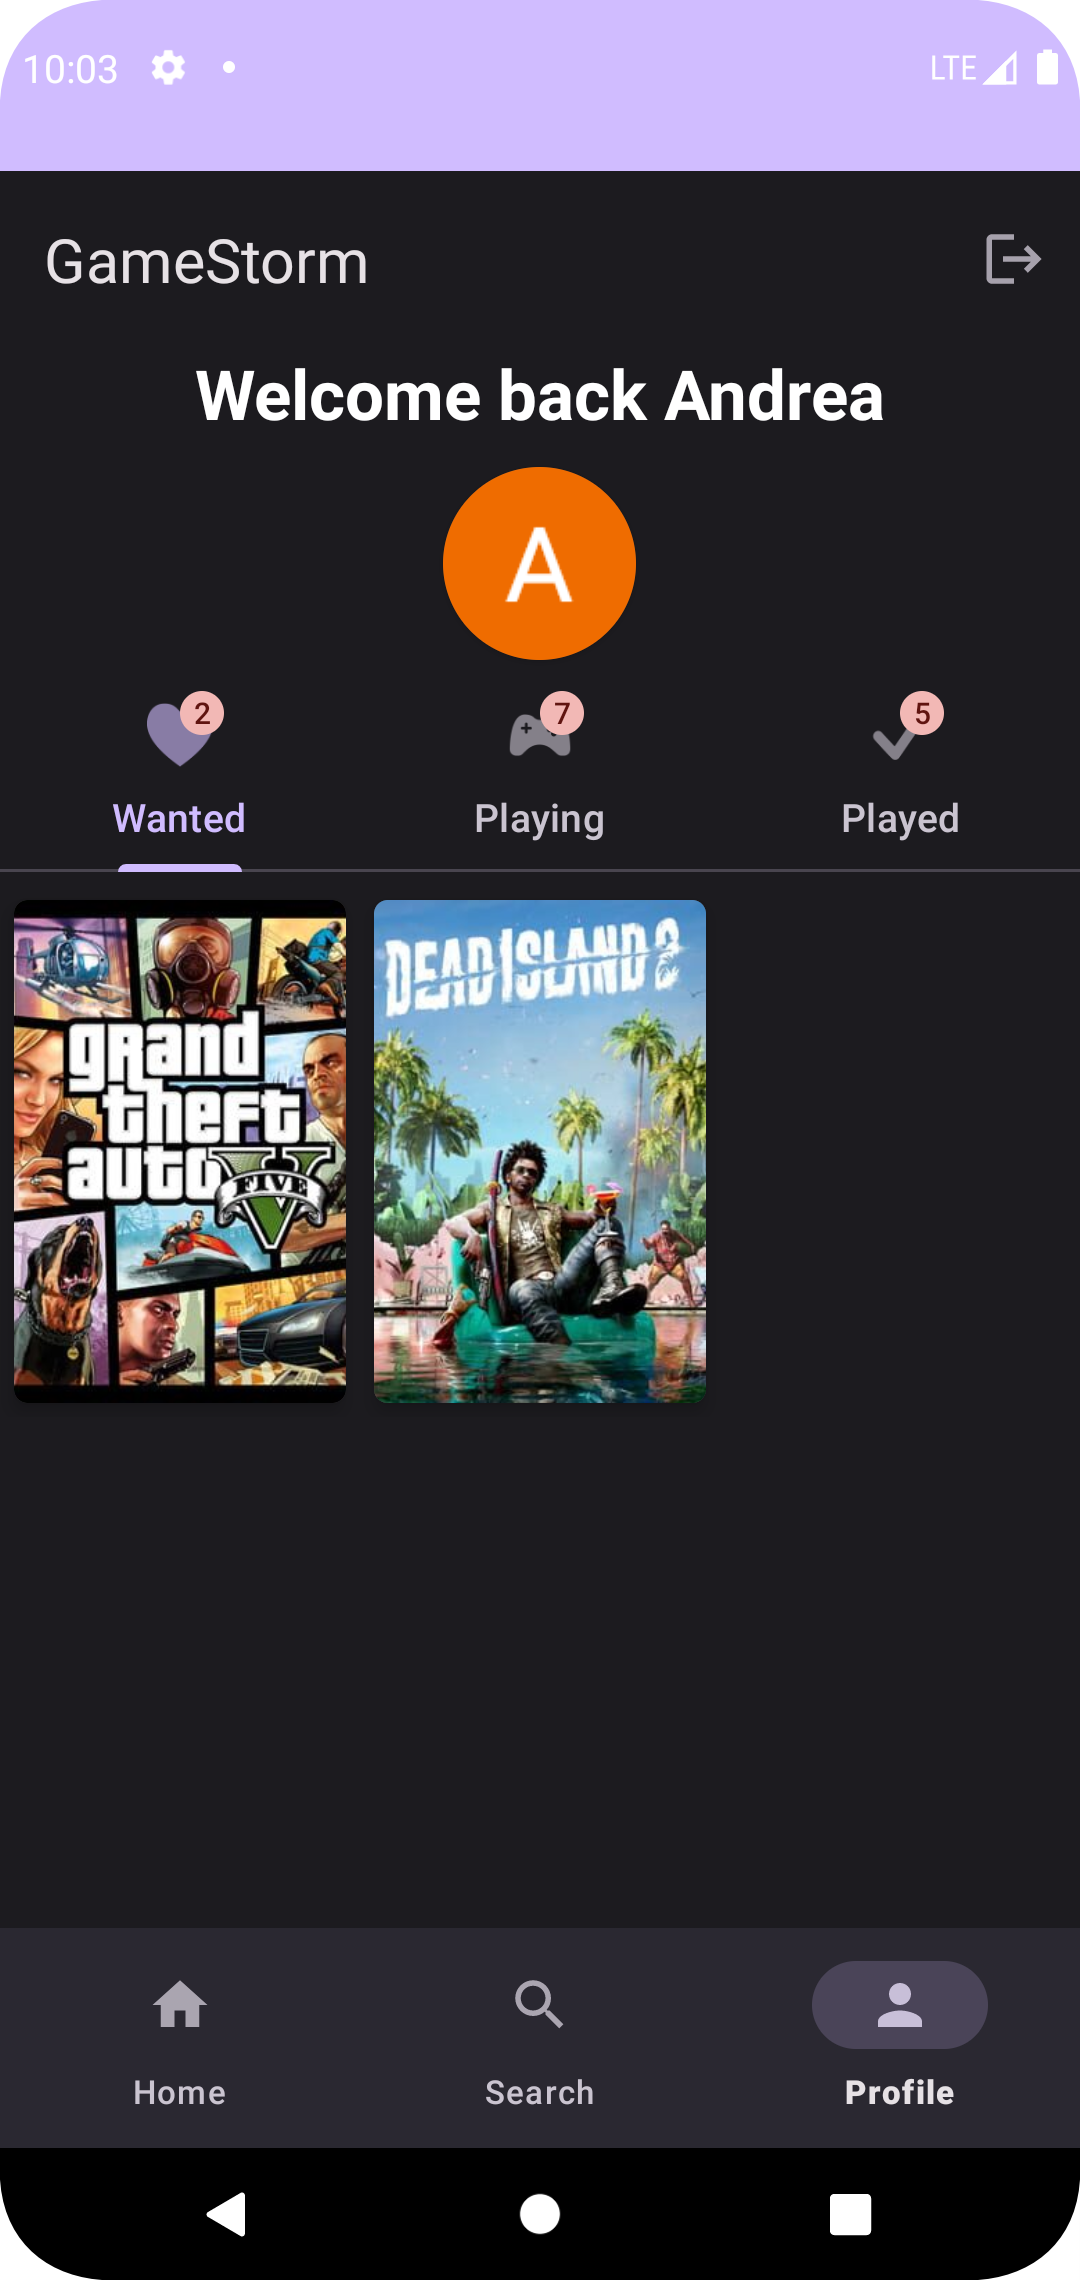 10:03
LTE
GameStorm
Welcome back Andrea
A
2
7
5
Wanted
Playing
Played
grand
theft
auto
V
FIVE
DEAD ISLAND 2
Home
Search
Profile